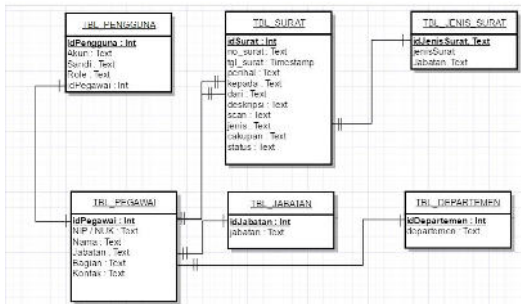 TBL_PENGGUNA
idPengguna : Int
Akun : Text
Sandi : Text
Role : Text
idPegawai : Int
TBL_SURAT
idSurat : Int
no_surat : Text
tgl_surat : Timestamp
perihal : Text
kepada : Text
dari : Text
deskripsi : Text
scan : Text
jenis : Text
cakupan : Text
status : Text
TBL_JENIS_SURAT
idJenisSurat: Text
jenisSurat
Jabatan: Text
TBL_PEGAWAI
idPegawai : Int
NIP / NUK : Text
Nama : Text
Jabatan : Text
Bagian : Text
Kontak : Text
TBL_JABATAN
idJabatan : Int
jabatan : Text
TBL_DEPARTEMEN
idDepartemen : Int
departemen : Text